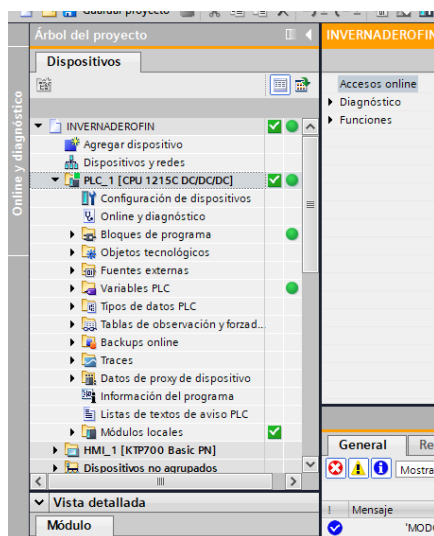 Guardar proyecto
Árbol del proyecto
INVERNADEROFIN
Dispositivos
Online y diagnóstico
Accesos online
Diagnóstico
Funciones
INVERNADEROFIN
Agregar dispositivo
Dispositivos y redes
PLC_1 [CPU 1215C DC/DC/DC]
Configuración de dispositivos
Online y diagnóstico
Bloques de programa
Objetos tecnológicos
Fuentes externas
Variables PLC
Tipos de datos PLC
Tablas de observación y forzad...
Backups online
Traces
Datos de proxy de dispositivo
Información del programa
Listas de textos de aviso PLC
Módulos locales
HMI_1 [KTP700 Basic PN]
Dispositivos no agrupados
Vista detallada
Módulo
General
Re
Mostra
! Mensaje
'MOD